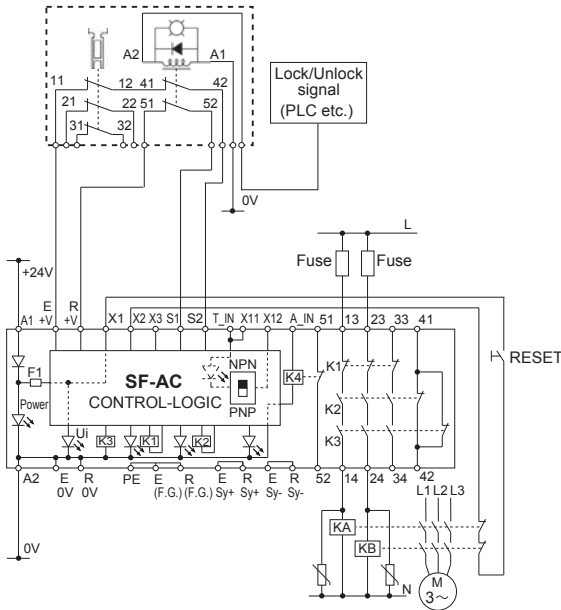 A2 A1
11 12 41 42
21 22 51 52
31 32
Lock/Unlock
signal
(PLC etc.)
0V
L
Fuse Fuse
+24V
E R
A1 +V +V X1 X2 X3 S1 S2 T_IN X11 X12 A_IN 51 13 23 33 41
RESET
F1
SF-AC
CONTROL-LOGIC
NPN
PNP
K4
K1
K2
K3
Power
Ui
K3 K1 K2
A2 E R PE E R E R E R 52 14 24 34 42
0V 0V (F.G.) (F.G.) Sy+ Sy+ Sy- Sy-
L1 L2 L3
KA
KB
0V
N
M
3~